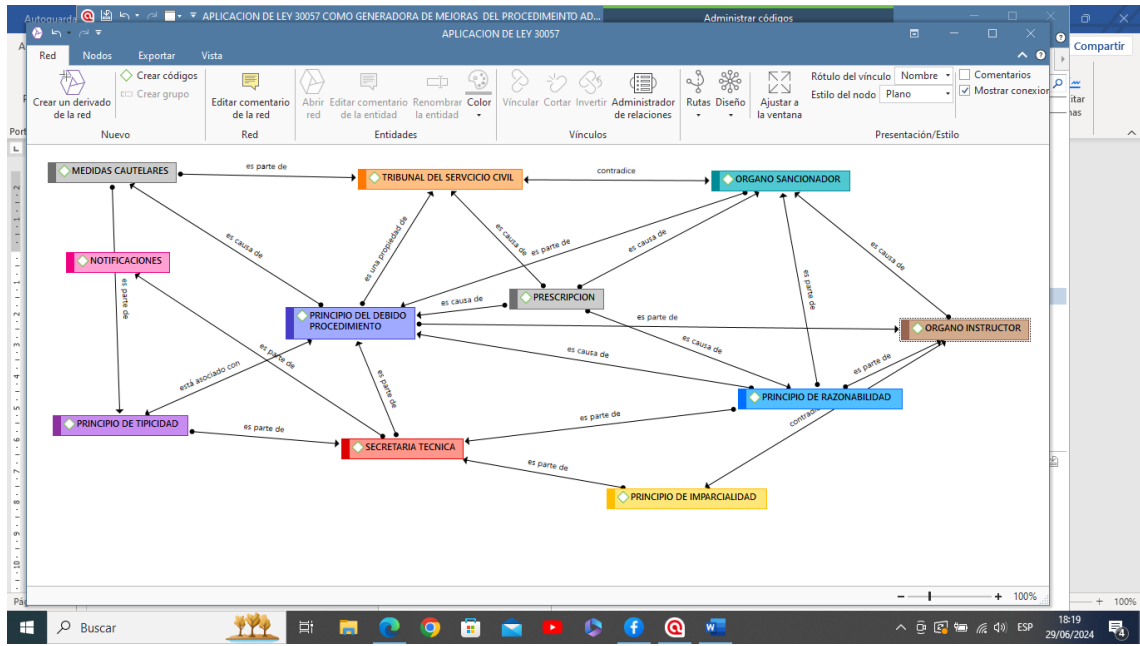 Autoguarda
APLICACION DE LEY 30057 COMO GENERADORA DE MEJORAS DEL PROCEDIMEINTO AD...
Administrar códigos
APLICACION DE LEY 30057
Compartir
Red
Nodos
Exportar
Vista
Crear un derivado
de la red
Crear códigos
Crear grupo
Nuevo
Editar comentario
de la red
Red
Abrir
red
Editar comentario
de la entidad
Renombrar
la entidad
Color
Entidades
Vincular
Cortar
Invertir
Administrador
de relaciones
Vínculos
Rutas
Diseño
Ajustar a
la ventana
Rótulo del vínculo
Nombre
Estilo del nodo
Plano
Comentarios
Mostrar conexior
Presentación/Estilo
Port
itar
nas
MEDIDAS CAUTELARES
es parte de
TRIBUNAL DEL SERVCICIO CIVIL
contradice
ORGANO SANCIONADOR
es causa de
es una propiedad de
es causa de
es parte de
es causa de
es causa de
NOTIFICACIONES
es parte de
es parte de
PRESCRIPCION
es causa de
PRINCIPIO DEL DEBIDO
PROCEDIMIENTO
es parte de
ORGANO INSTRUCTOR
es causa de
es causa de
es parte de
es parte de
está asociado con
es parte de
PRINCIPIO DE RAZONABILIDAD
contradice
PRINCIPIO DE TIPICIDAD
es parte de
es parte de
SECRETARIA TECNICA
es parte de
PRINCIPIO DE IMPARCIALIDAD
100%
Pág
100%
Buscar
ESP
18:19
29/06/2024
4